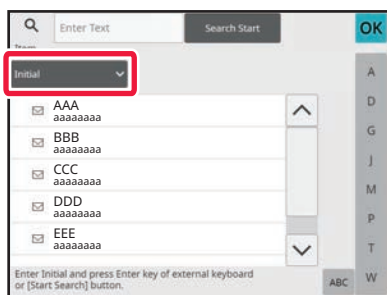 Enter Text
Search Start
OK
Initial
A
AAA
aaaaaaaa
D
BBB
aaaaaaaa
G
CCC
aaaaaaaa
J
M
DDD
aaaaaaaa
P
EEE
aaaaaaaa
T
Enter Initial and press Enter key of external keyboard
or [Start Search] button.
ABC
W